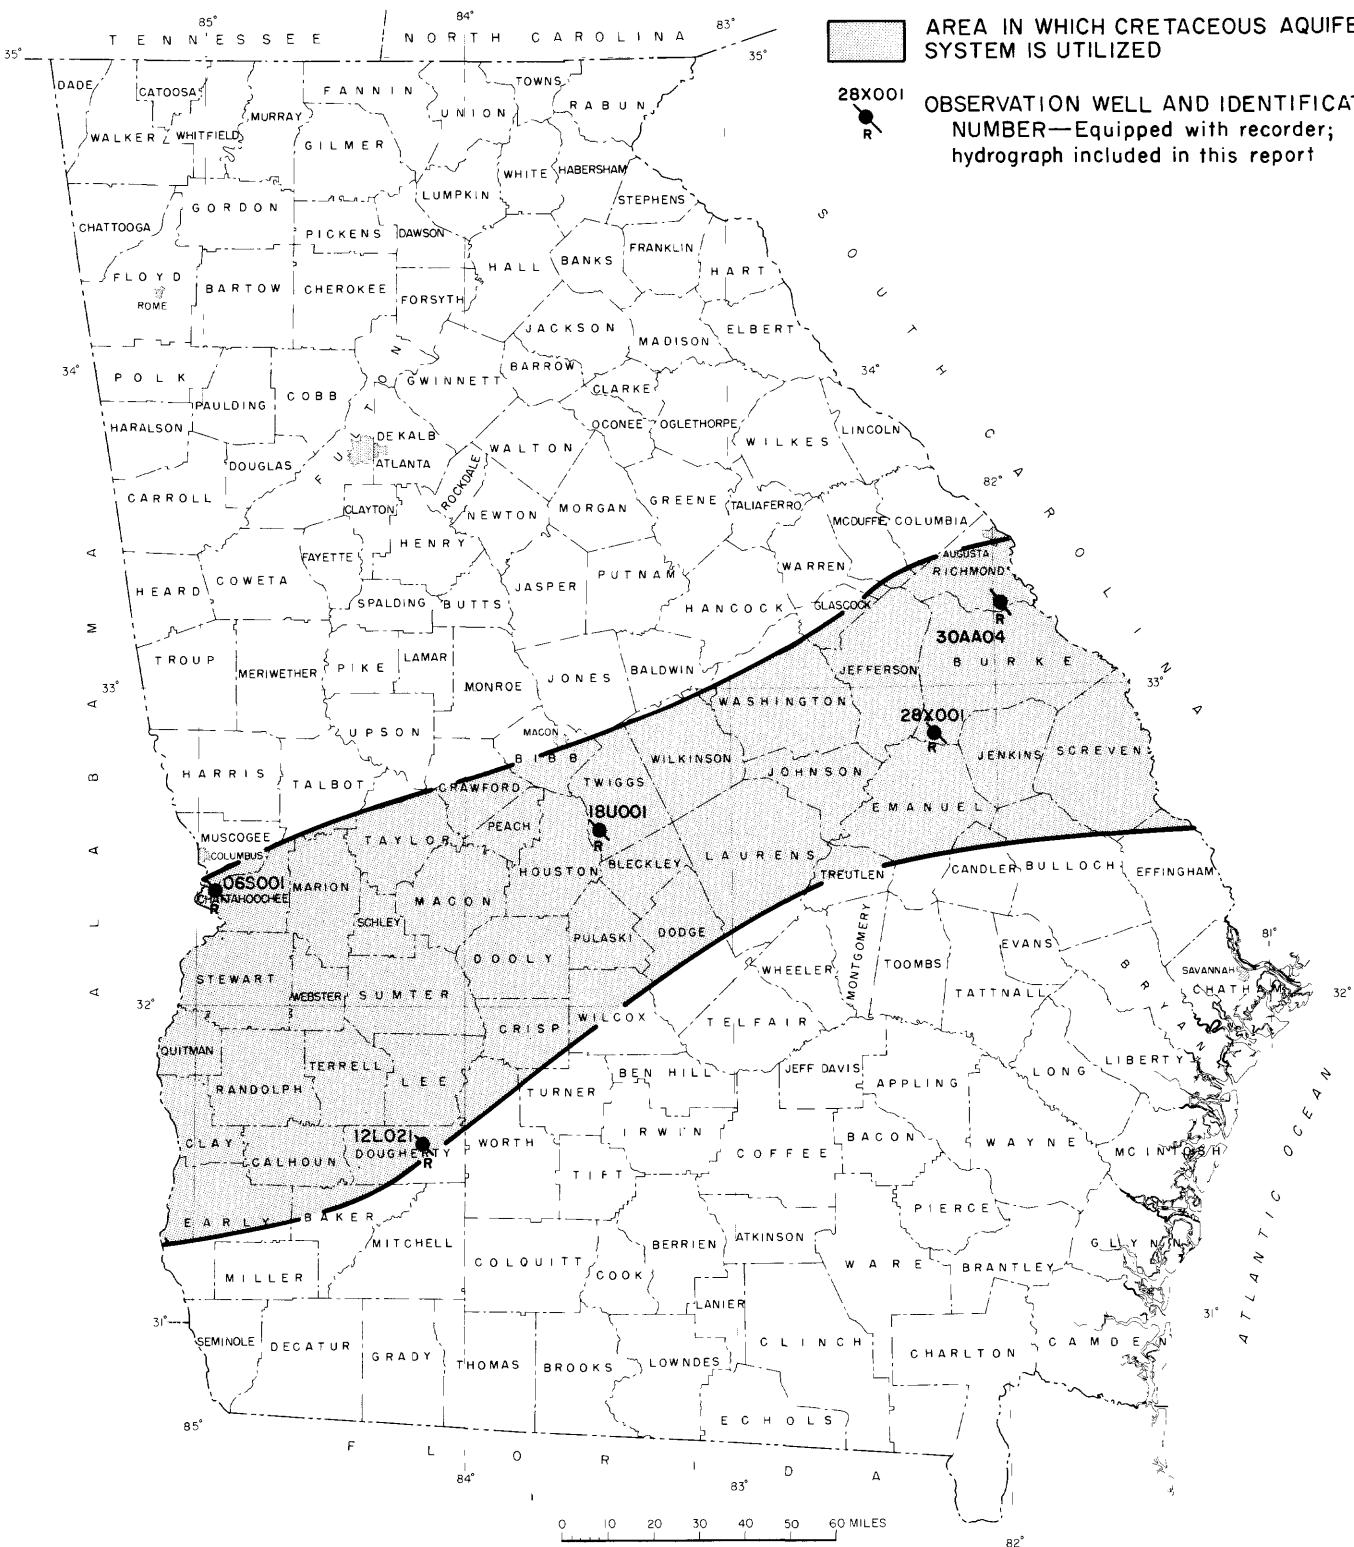 85°
84°
83°
TENNESSEE
NORTH CAROLINA
35°
35°
AREA IN WHICH CRETACEOUS AQUIFE
SYSTEM IS UTILIZED
28X001
R
OBSERVATION WELL AND IDENTIFICA
NUMBER—Equipped with recorder;
hydrograph included in this report
DADE
CATOOSA
FANNIN
TOWNS
UNION
RABUN
WALKER
WHITFIELD
MURRAY
GILMER
WHITE
HABERSHAM
LUMPKIN
STEPHENS
CHATTOOGA
GORDON
PICKENS
DAWSON
HALL
BANKS
FRANKLIN
HART
FLOYD
ROME
BARTOW
CHEROKEE
FORSYTH
JACKSON
MADISON
ELBERT
SOUTH CAROLINA
34°
34°
POLK
PAULDING
COBB
FULTON
GWINNETT
BARROW
CLARKE
HARALSON
DOUGLAS
DE KALB
ATLANTA
WALTON
OCONEE
OGLETHORPE
WILKES
LINCOLN
CARROLL
CLAYTON
ROCKDALE
NEWTON
MORGAN
GREENE
TALIAFERRO
MCDUFFIE
COLUMBIA
82°
HEARD
COWETA
FAYETTE
HENRY
SPALDING
BUTTS
JASPER
PUTNAM
HANCOCK
WARREN
GLASCOCK
AUGUSTA
RICHMOND
R
30AA04
BURKE
TROUP
MERIWETHER
PIKE
LAMAR
MONROE
JONES
BALDWIN
JEFFERSON
33°
33°
WASHINGTON
28X001
R
ALABAMA
UPSON
MACON
BIBB
WILKINSON
JOHNSON
JENKINS
SCREVEN
HARRIS
TALBOT
CRAWFORD
TWIGGS
EMANUEL
MUSCOGEE
COLUMBUS
TAYLOR
PEACH
18U001
R
HOUSTON
BLECKLEY
LAURENS
TREUTLEN
CANDLER
BULLOCH
EFFINGHAM
06S001
CHATTAHOOCHEE
R
MARION
MACON
SCHLEY
PULASKI
DODGE
STEWART
WEBSTER
SUMTER
DOOLY
WHEELER
MONTGOMERY
TOOMBS
EVANS
TATTNALL
BRYAN
SAVANNAH
CHATHAM
81°
32°
32°
CRISP
WILCOX
TELFAIR
QUITMAN
RANDOLPH
TERRELL
LEE
TURNER
BEN HILL
JEFF DAVIS
APPLING
LONG
LIBERTY
CLAY
CALHOUN
12L021
DOUGHERTY
R
WORTH
IRWIN
TIFT
COFFEE
BACON
WAYNE
MC INTOSH
EARLY
BAKER
MITCHELL
COLQUITT
COOK
BERRIEN
ATKINSON
PIERCE
WARE
BRANTLEY
GLYNN
ATLANTIC OCEAN
MILLER
LANIER
31°
31°
SEMINOLE
DECATUR
GRADY
THOMAS
BROOKS
LOWNDES
CLINCH
CHARLTON
CAMDEN
ECHOLS
85°
FLORIDA
84°
83°
82°
0 10 20 30 40 50 60 MILES